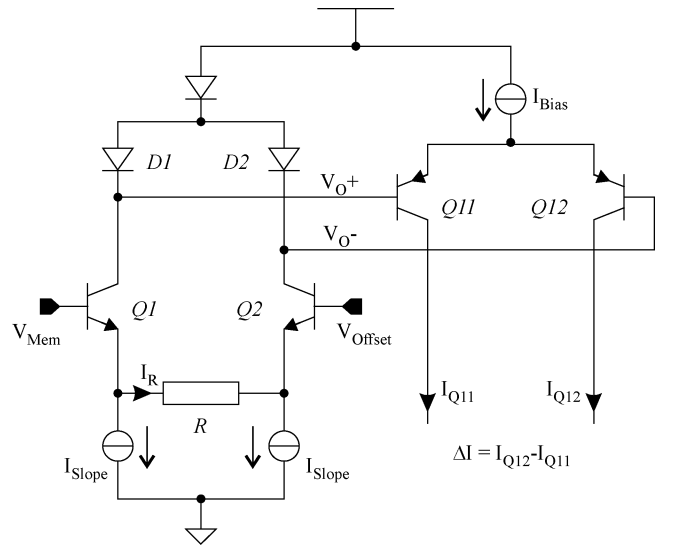 I_Bias
D1
D2
V_O+
Q11
Q12
V_O-
Q1
Q2
V_Mem
V_Offset
I_R
R
I_Q11
I_Q12
I_Slope
I_Slope
ΔI = I_Q12-I_Q11